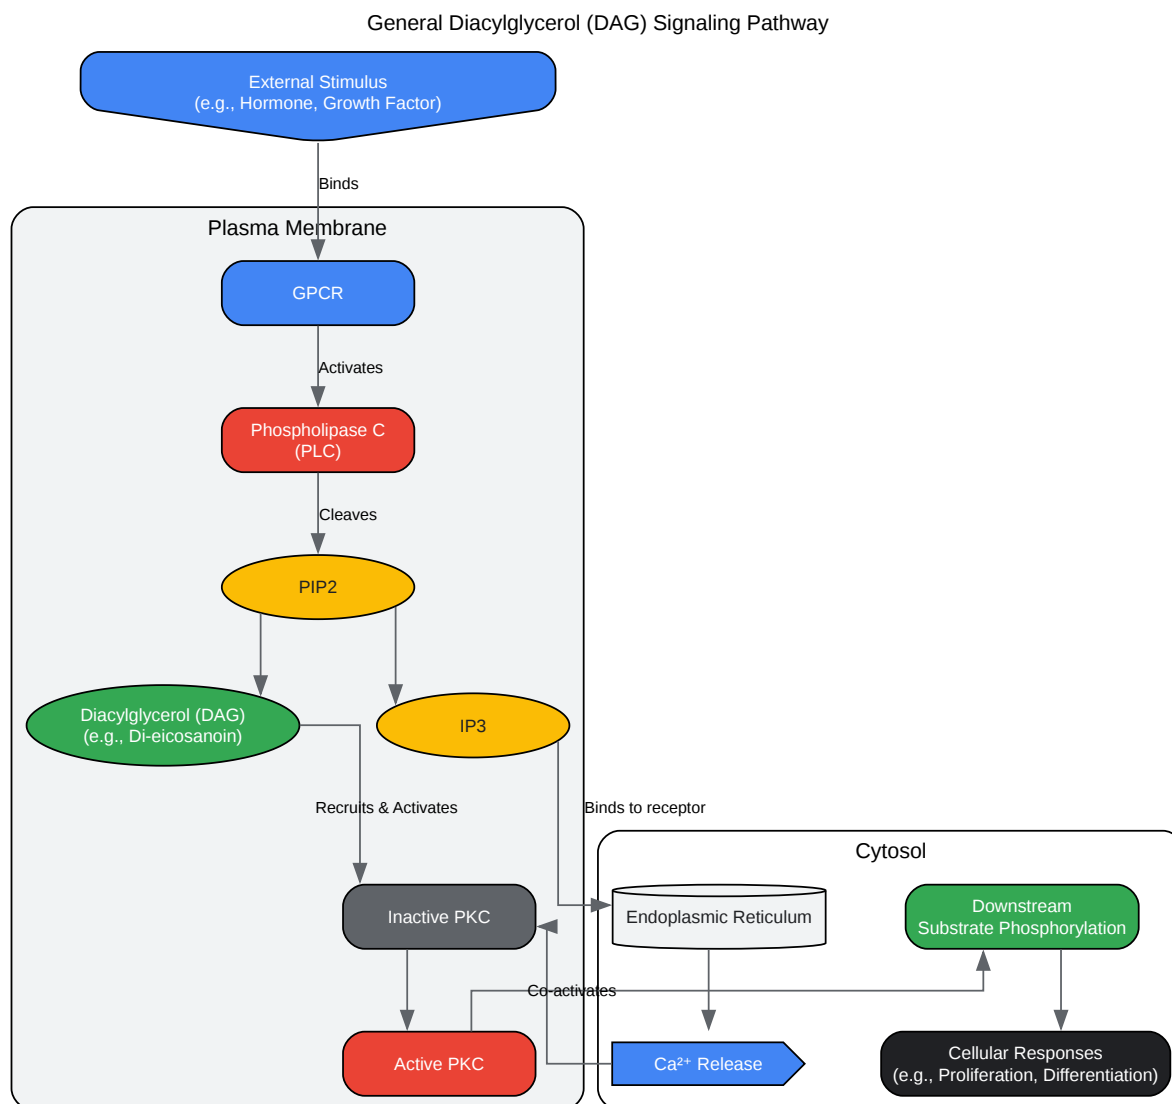 General Diacylglycerol (DAG) Signaling Pathway
External Stimulus
(e.g., Hormone, Growth Factor)
Binds
Plasma Membrane
GPCR
Activates
Phospholipase C
(PLC)
Cleaves
PIP2
Diacylglycerol (DAG)
(e.g., Di-eicosanoin)
IP3
Recruits & Activates
Binds to receptor
Cytosol
Inactive PKC
Endoplasmic Reticulum
Downstream
Substrate Phosphorylation
Co-activates
Active PKC
Ca²⁺ Release
Cellular Responses
(e.g., Proliferation, Differentiation)